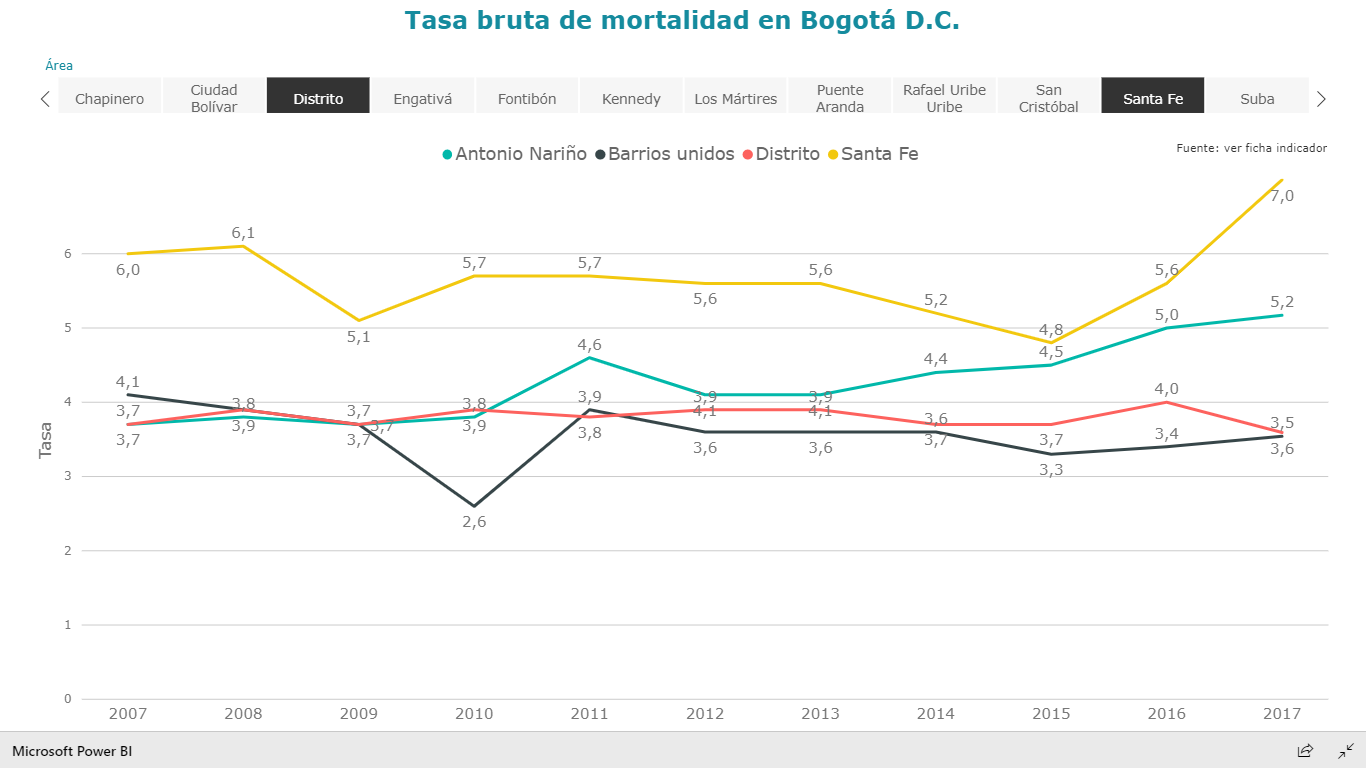 Tasa bruta de mortalidad en Bogotá D.C.
Área
Chapinero
Ciudad
Bolívar
Distrito
Engativá
Fontibón
Kennedy
Los Mártires
Puente
Aranda
Rafael Uribe
Uribe
San
Cristóbal
Santa Fe
Suba
Antonio Nariño Barrios unidos Distrito Santa Fe
Fuente: ver ficha indicador
7,0
6,1
6
6,0
5,7 5,7 5,6 5,6
5,6
5,2 5,2
5,1
5
5,0
4,8
4,6
4,5
4,4
4,1
4
4,0
3,7 3,8 3,7 3,8 3,9 3,9 3,9
4,1 4,1
3,7 3,9 3,7 3,7 3,9 3,8
3,6 3,6
3,6
3,7 3,7
3,4
3,5
3,6
3,3
Tasa
3
2,6
2
1
0
2007 2008 2009 2010 2011 2012 2013 2014 2015 2016 2017
Microsoft Power BI